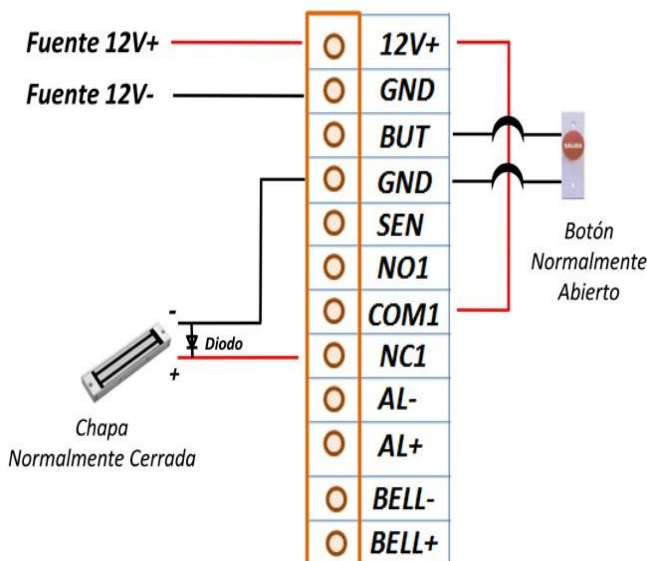 Fuente 12V+
12V+
Fuente 12V-
GND
BUT
GND
SEN
NO1
COM1
NC1
AL-
AL+
BELL-
BELL+
SALIDA
Botón
Normalmente
Abierto
-
Diodo
+
Chapa
Normalmente Cerrada